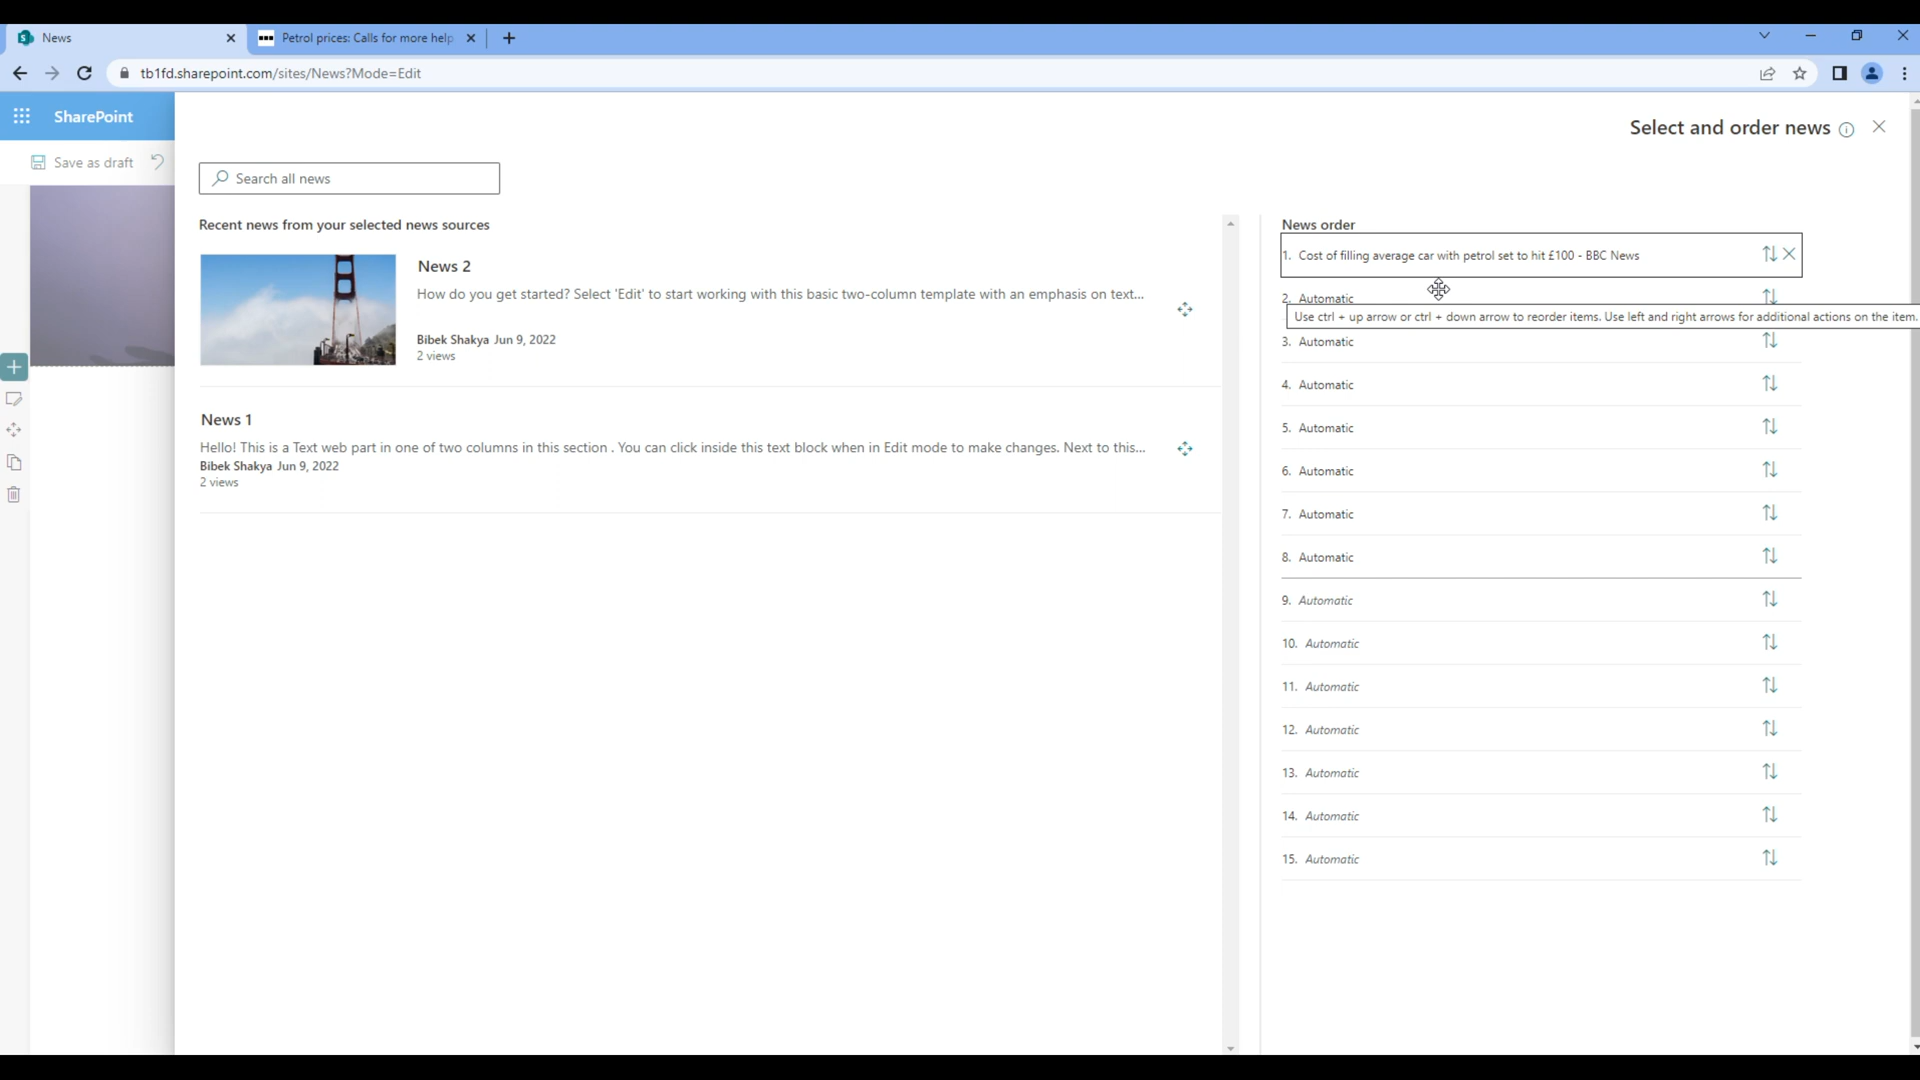 News
Petrol prices: Calls for more help
tb1fd.sharepoint.com/sites/News?Mode=Edit
SharePoint
Save as draft
Select and order news
Search all news
Recent news from your selected news sources
News 2
How do you get started? Select 'Edit' to start working with this basic two-column template with an emphasis on text...
Bibek Shakya Jun 9, 2022
2 views
News 1
Hello! This is a Text web part in one of two columns in this section . You can click inside this text block when in Edit mode to make changes. Next to this...
Bibek Shakya Jun 9, 2022
2 views
News order
1. Cost of filling average car with petrol set to hit £100 - BBC News
2. Automatic
Use ctrl + up arrow or ctrl + down arrow to reorder items. Use left and right arrows for additional actions on the item.
3. Automatic
4. Automatic
5. Automatic
6. Automatic
7. Automatic
8. Automatic
9. Automatic
10. Automatic
11. Automatic
12. Automatic
13. Automatic
14. Automatic
15. Automatic